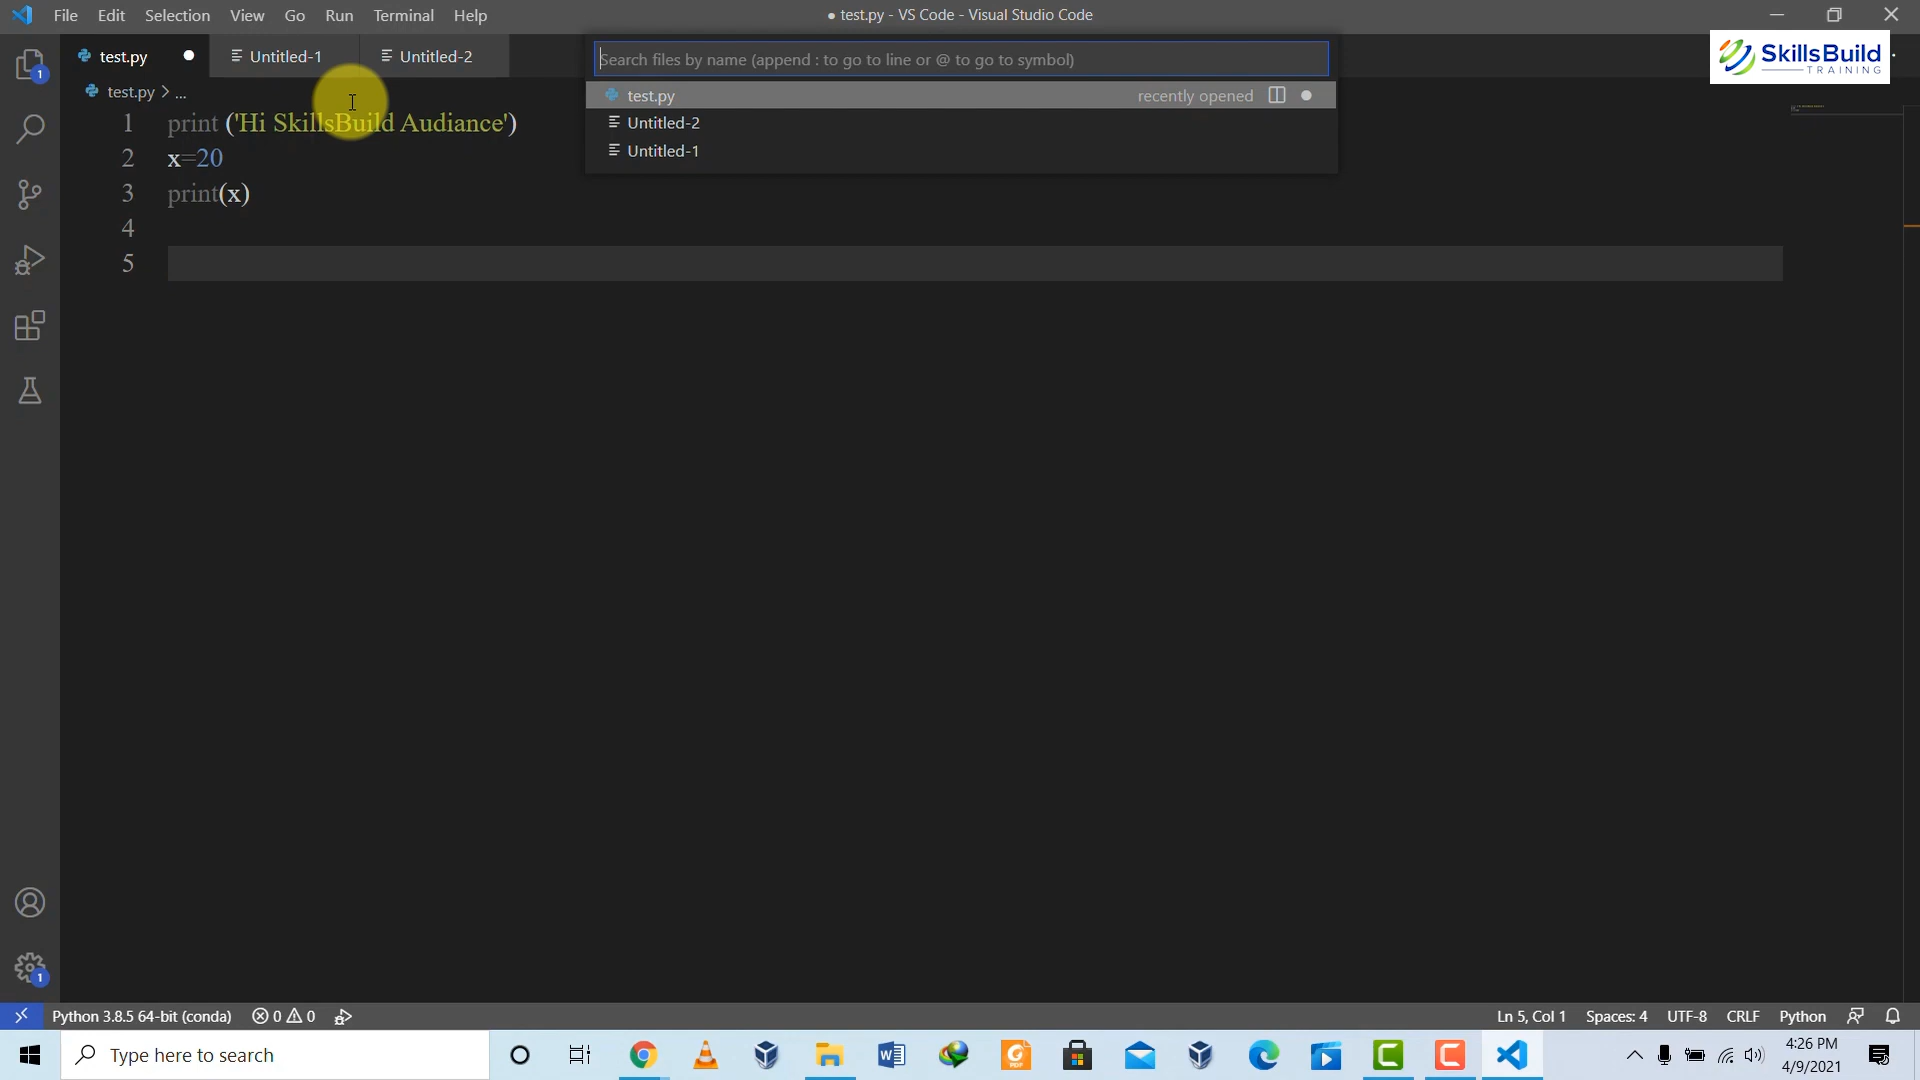 File Edit Selection View Go Run Terminal Help
● test.py - VS Code - Visual Studio Code
test.py Untitled-1 Untitled-2
Search files by name (append : to go to line or @ to go to symbol)
SkillsBuild
TRAINING
test.py > ...
test.py recently opened
Untitled-2
Untitled-1
1 print ('Hi SkillsBuild Audiance')
2 x=20
3 print(x)
4
5
1
1
Python 3.8.5 64-bit (conda) 0 0
Ln 5, Col 1 Spaces: 4 UTF-8 CRLF Python
Type here to search
4:26 PM
4/9/2021